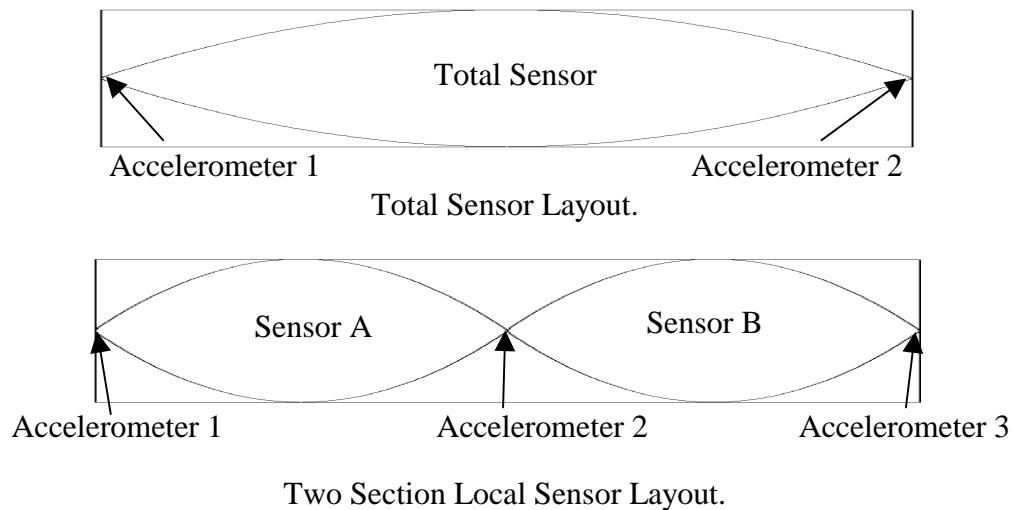 Total Sensor
Accelerometer 1 Accelerometer 2
Total Sensor Layout.
Sensor A Sensor B
Accelerometer 1 Accelerometer 2 Accelerometer 3
Two Section Local Sensor Layout.